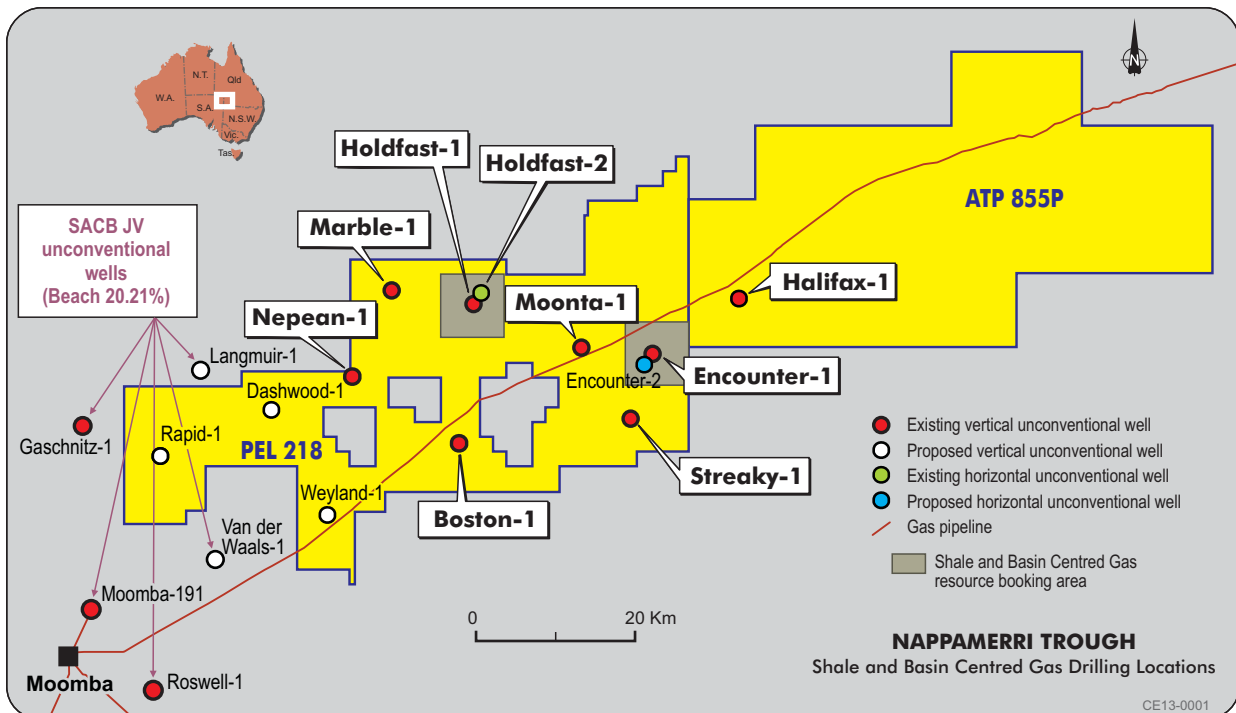 N.T.
Qld
W.A.
S.A.
N.S.W.
Vic.
Tas.
N
Holdfast-1
Holdfast-2
ATP 855P
SACB JV
unconventional
wells
(Beach 20.21%)
Marble-1
Halifax-1
Moonta-1
Nepean-1
Langmuir-1
Encounter-2
Encounter-1
Dashwood-1
Gaschnitz-1
Rapid-1
PEL 218
Streaky-1
Weyland-1
Boston-1
Van der
Waals-1
Moomba-191
Moomba
Roswell-1
Existing vertical unconventional well
Proposed vertical unconventional well
Existing horizontal unconventional well
Proposed horizontal unconventional well
Gas pipeline
Shale and Basin Centred Gas
resource booking area
0 20 Km
NAPPAMERRI TROUGH
Shale and Basin Centred Gas Drilling Locations
CE13-0001